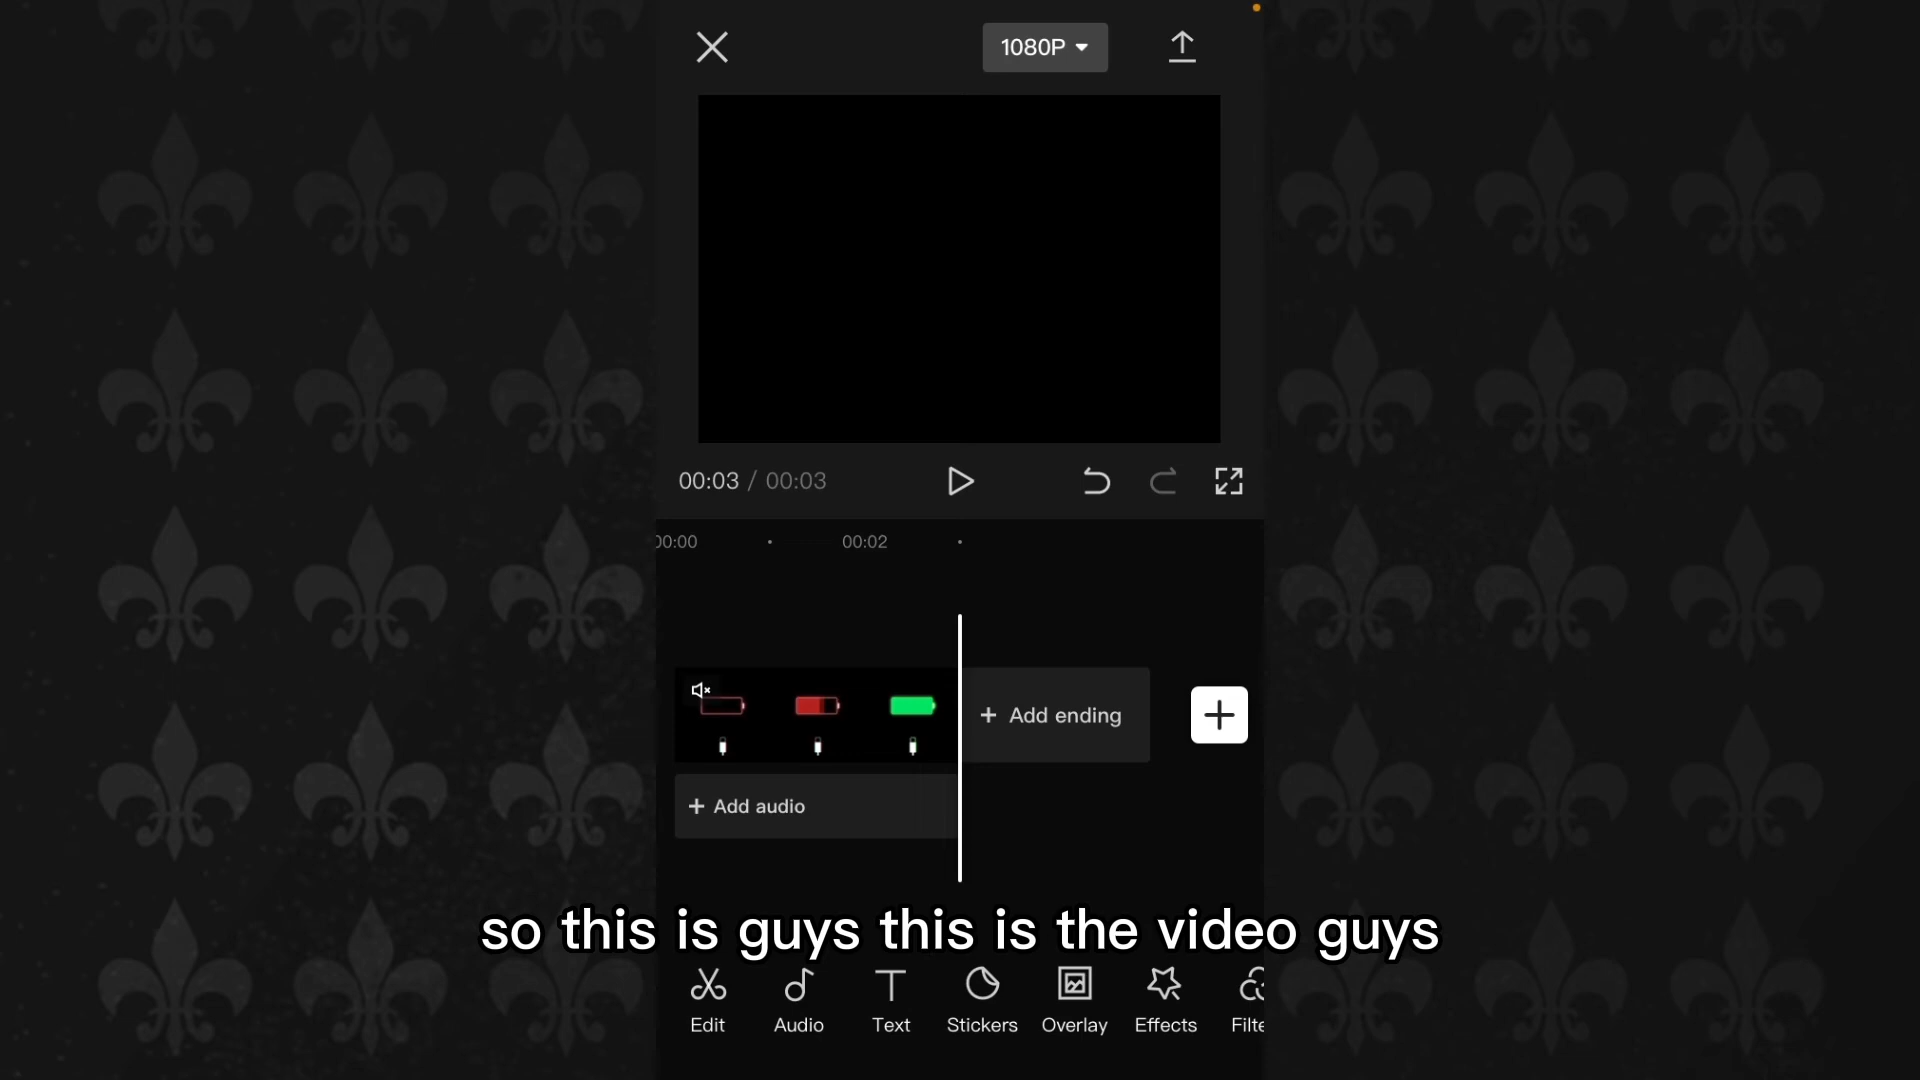 1080P
00:03 / 00:03
00:00 00:02
+ Add ending
+ Add audio
so this is guys this is the video guys
Edit Audio Text Stickers Overlay Effects Filte